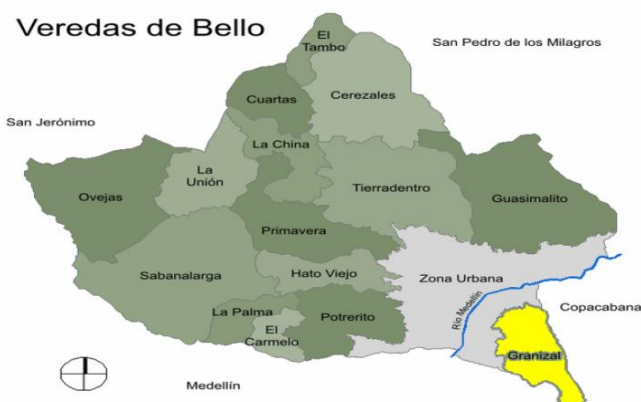 Veredas de Bello
El
Tambo
San Pedro de los Milagros
Cerezales
Cuartas
San Jerónimo
La China
La
Unión
Ovejas
Tierradentro
Guasimalito
Primavera
Sabanalarga
Hato Viejo
Zona Urbana
La Palma
Potrerito
El
Carmelo
Río Medellín
Copacabana
Granizal
Medellín